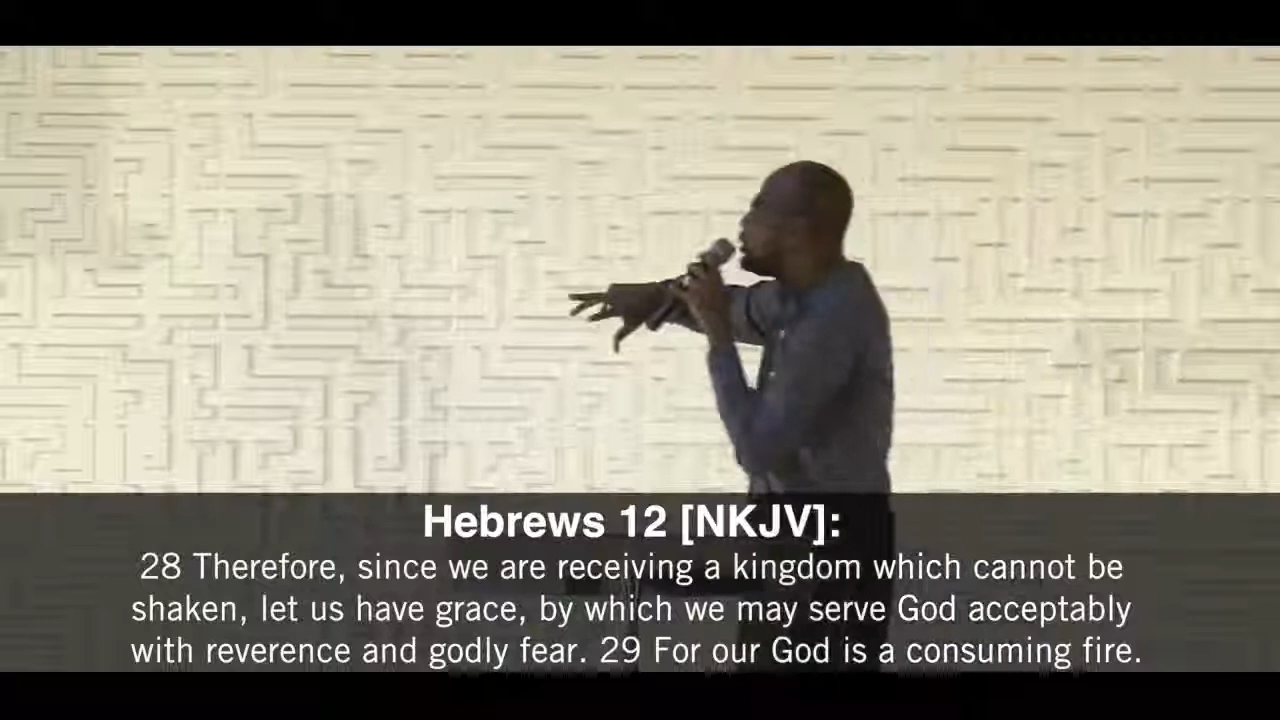 Hebrews 12 [NKJV]:
28 Therefore, since we are receiving a kingdom which cannot be
shaken, let us have grace, by which we may serve God acceptably
with reverence and godly fear. 29 For our God is a consuming fire.